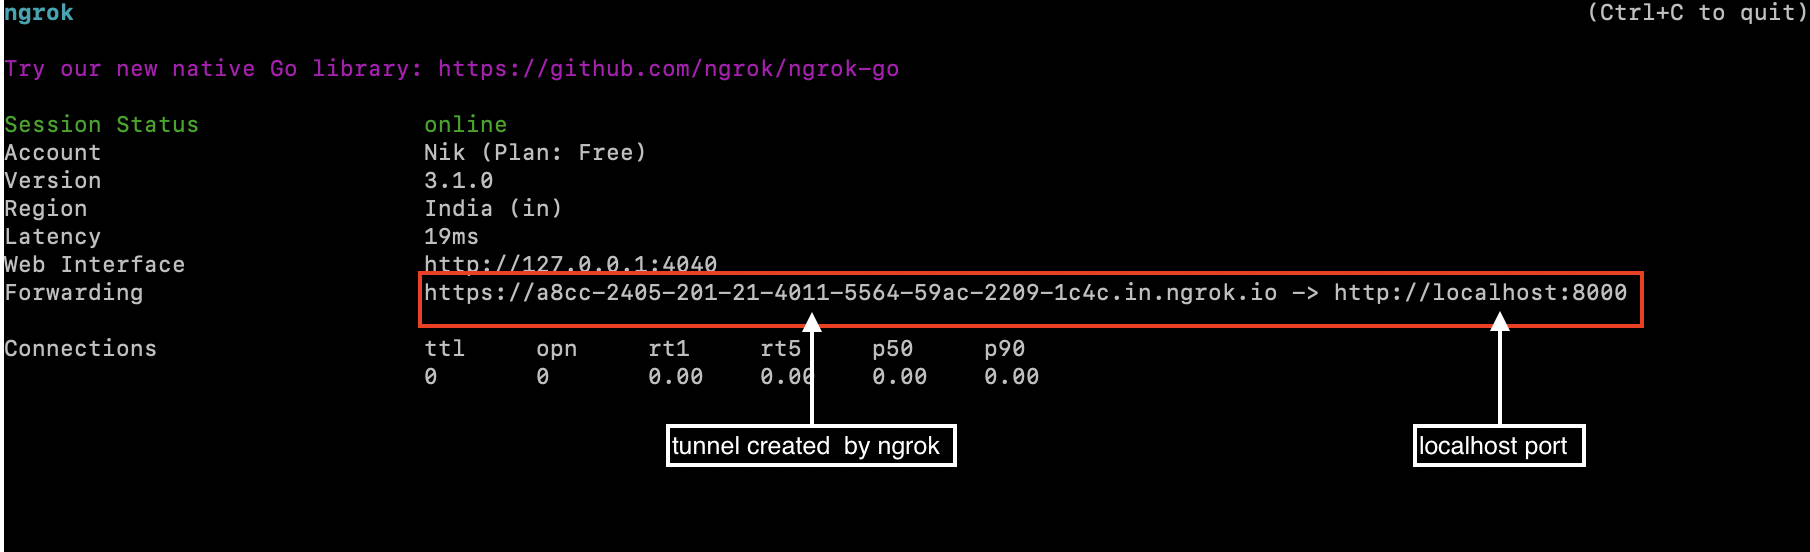 ngrok (Ctrl+C to quit)
Try our new native Go library: https://github.com/ngrok/ngrok-go
Session Status online
Account Nik (Plan: Free)
Version 3.1.0
Region India (in)
Latency 19ms
Web Interface http://127.0.0.1:4040
Forwarding https://a8cc-2405-201-21-4011-5564-59ac-2209-1c4c.in.ngrok.io -> http://localhost:8000
Connections ttl opn rt1 rt5 p50 p90
0 0 0.00 0.00 0.00 0.00
tunnel created by ngrok localhost port